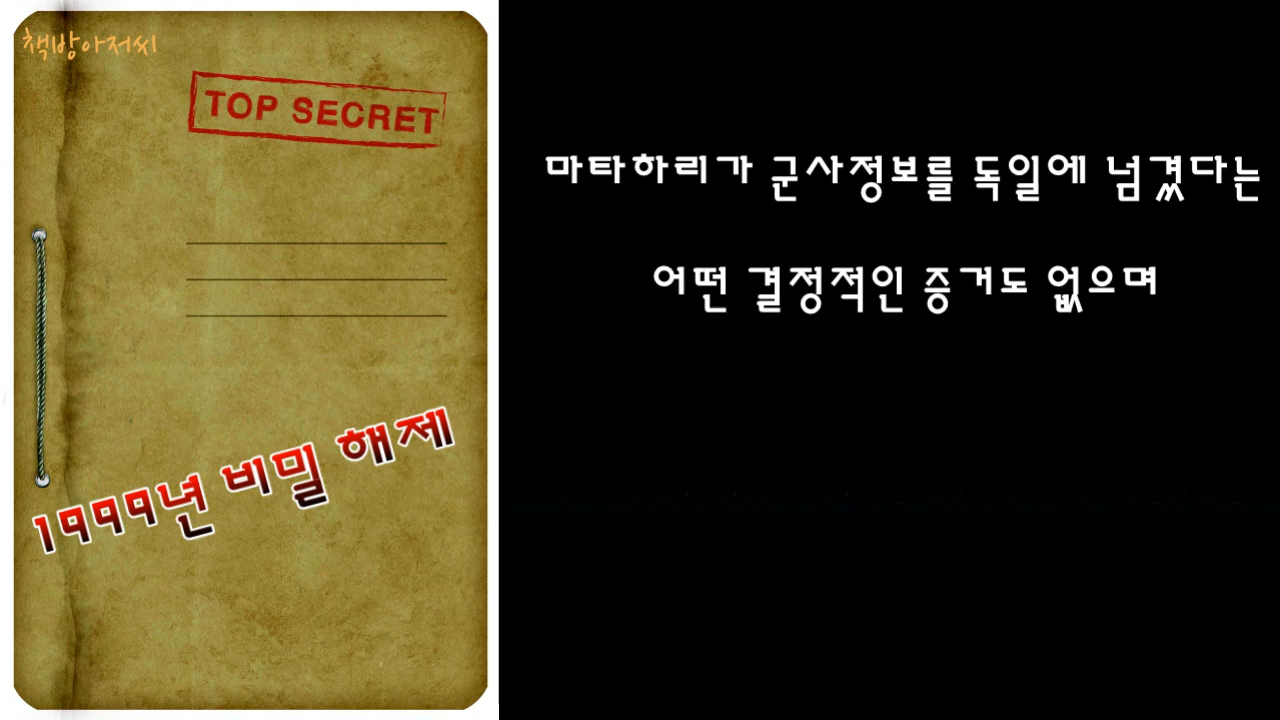 책방아저씨
TOP SECRET
1999년 비밀 해제
마타하리가 군사정보를 독일에 넘겼다는
어떤 결정적인 증거도 없으며